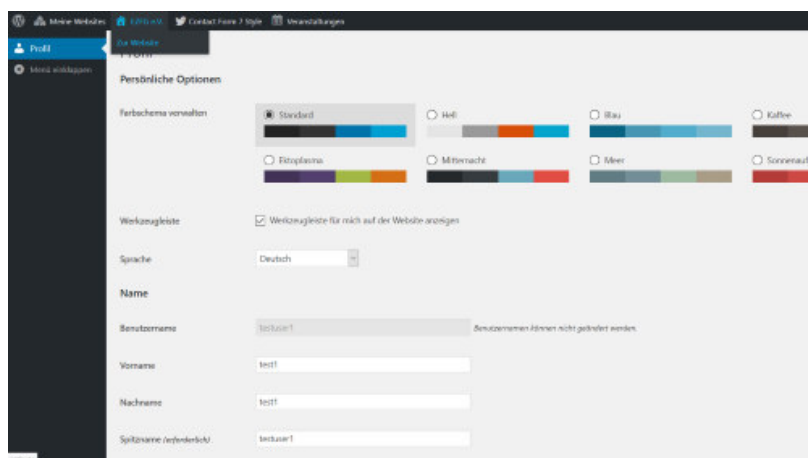 Meine Websites e.V. Contact Form 7 Style Veranstaltungen
Profil Zur Website
Menü einklappen Profil
Persönliche Optionen
Farbschema verwalten Standard Hell Blau Kaffee
Ektoplasma Mitternacht Meer Sonnenauf
Werkzeugleiste Werkzeugleiste für mich auf der Website anzeigen
Sprache Deutsch
Name
Benutzername testuser1 Benutzernamen können nicht geändert werden.
Vorname test1
Nachname test1
Spitzname (erforderlich) testuser1